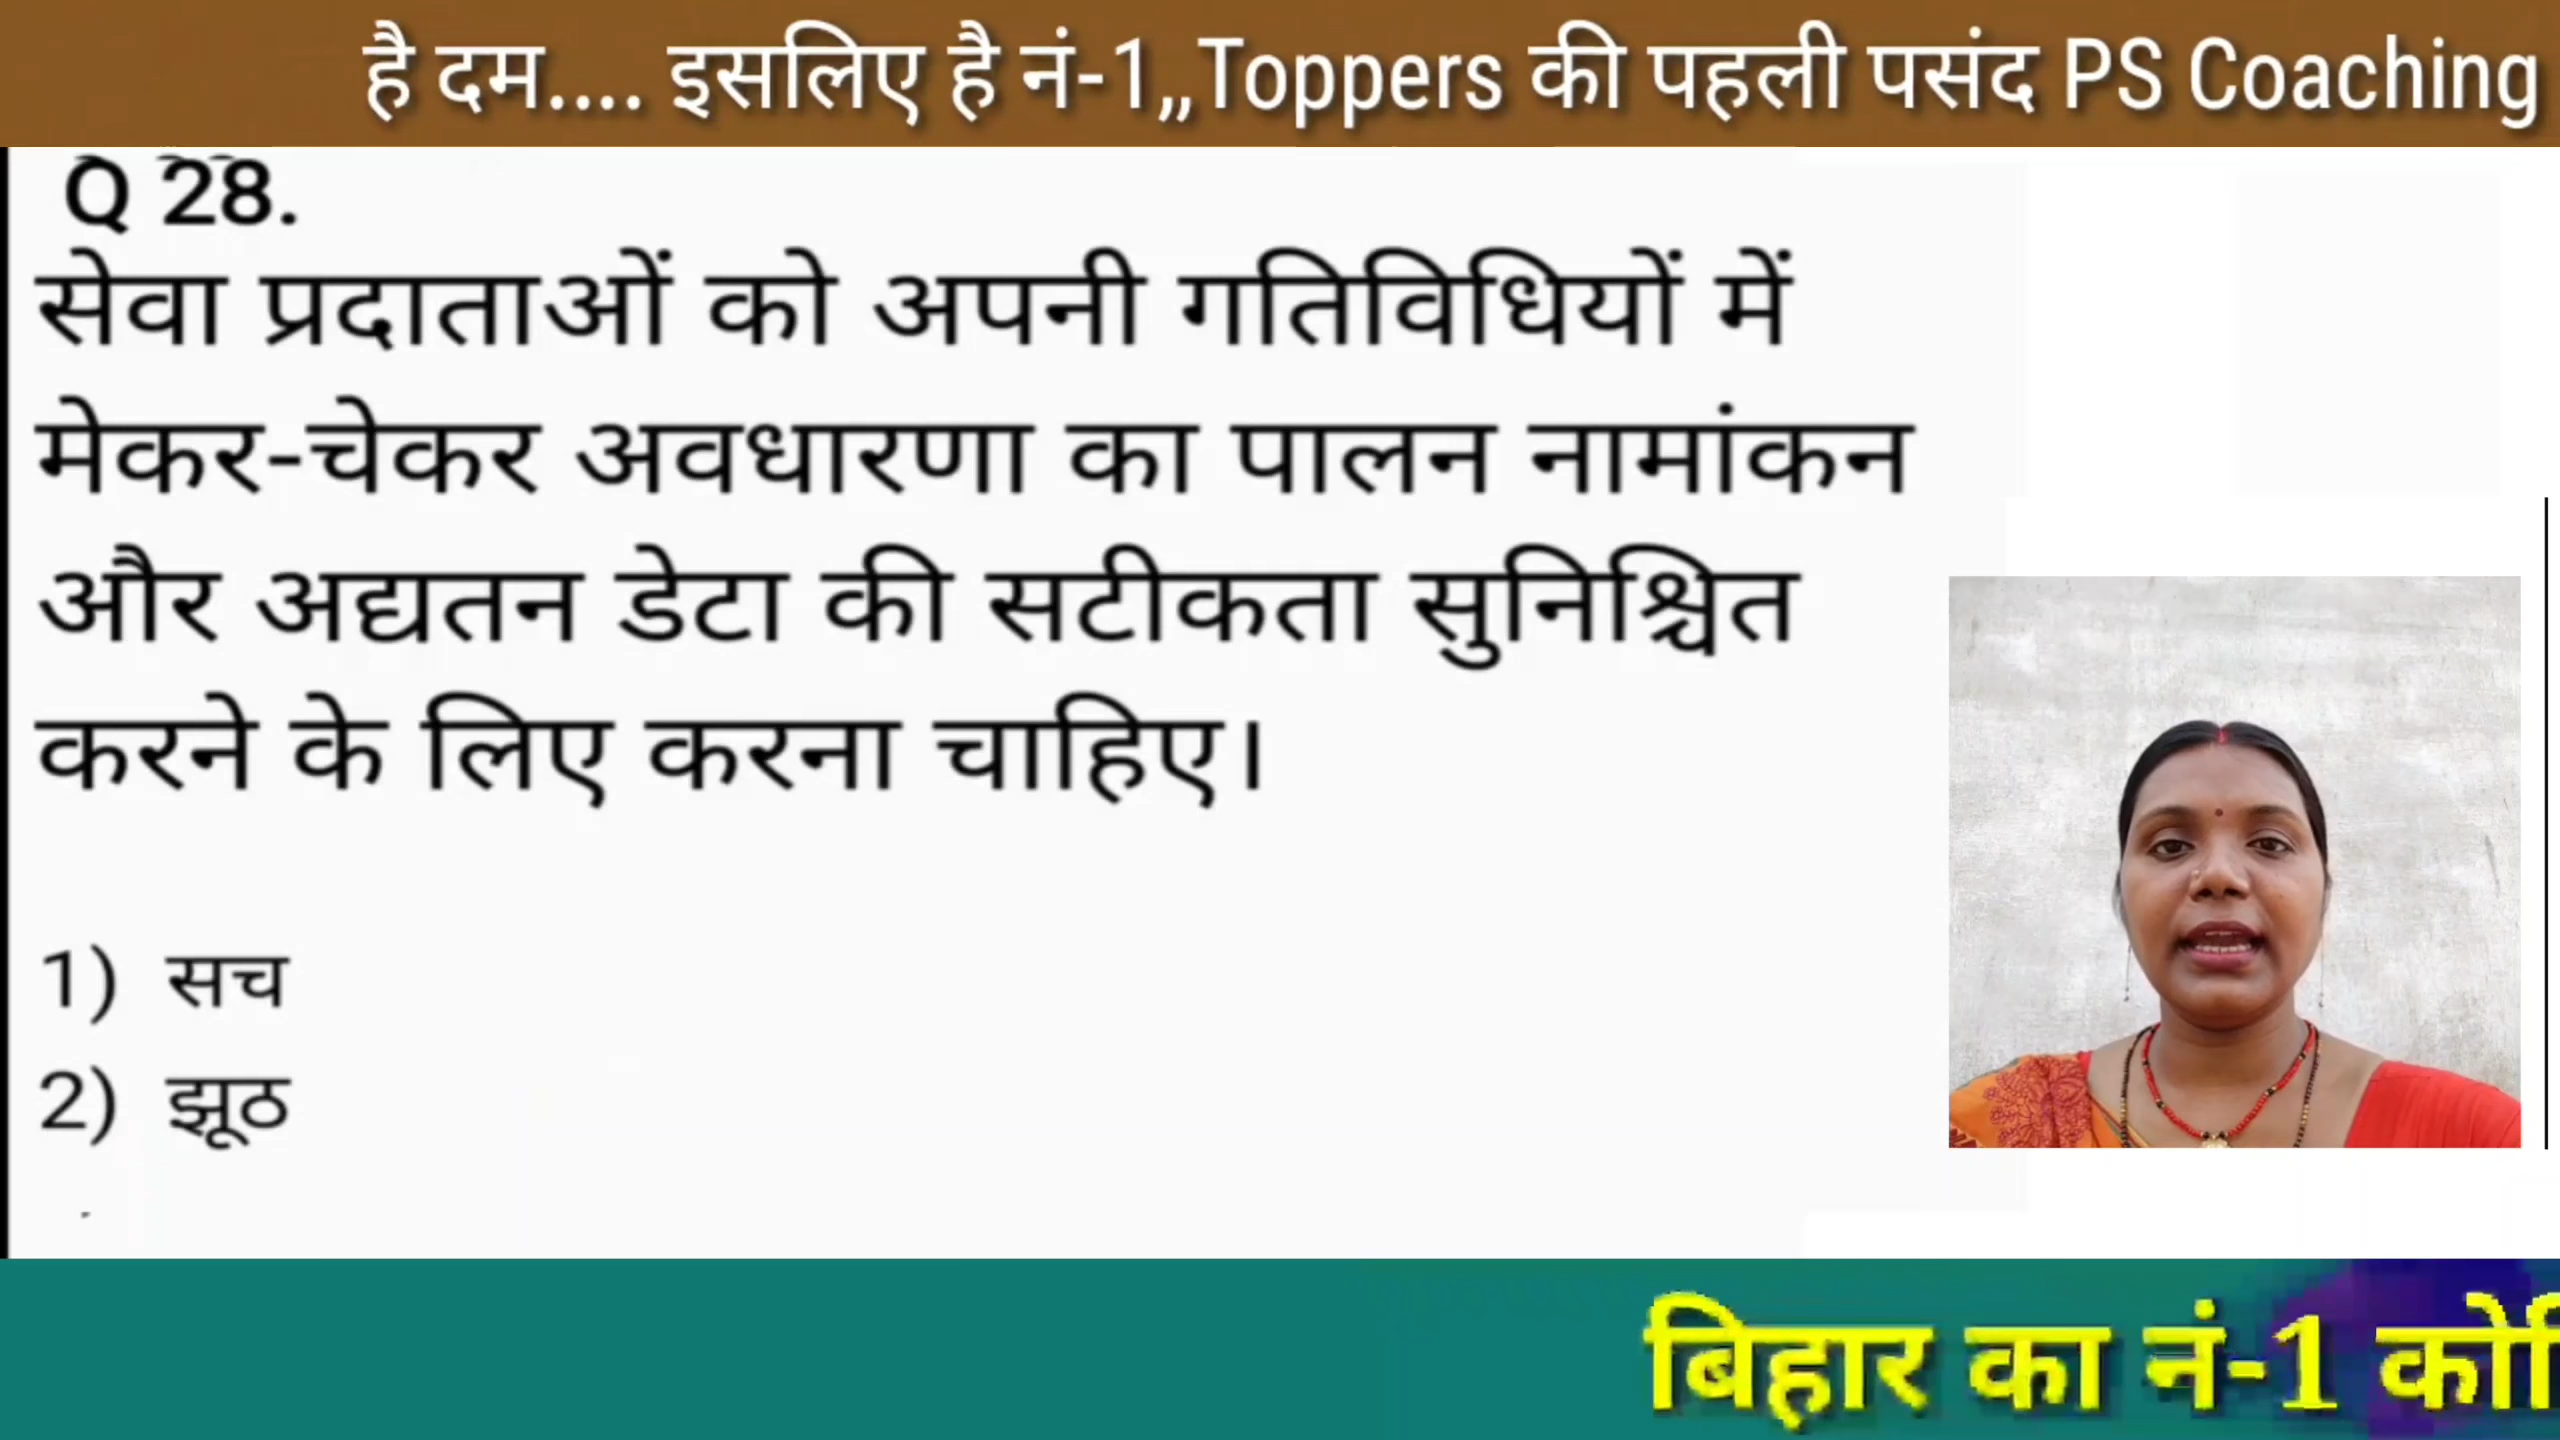 है दम.... इसलिए है नं-1,,Toppers की पहली पसंद PS Coaching
Q 28.
सेवा प्रदाताओं को अपनी गतिविधियों में
मेकर-चेकर अवधारणा का पालन नामांकन
और अद्यतन डेटा की सटीकता सुनिश्चित
करने के लिए करना चाहिए।
1) सच
2) झूठ
बिहार का नं-1